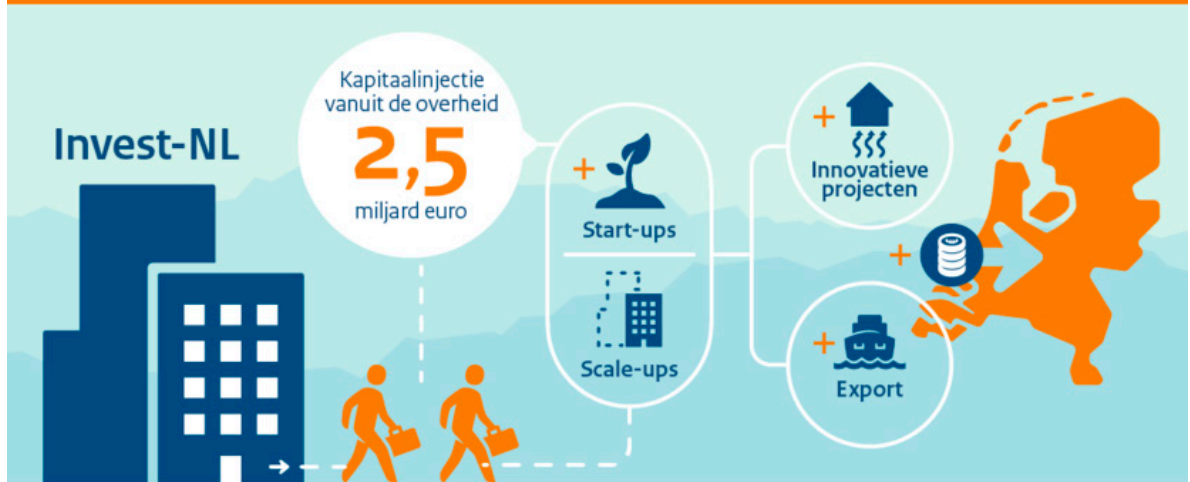 Invest-NL
Kapitaalinjectie
vanuit de overheid
2,5
miljard euro
Start-ups
Scale-ups
Innovatieve
projecten
Export